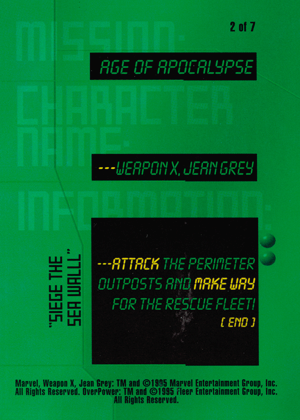 2 of 7
MISSION:
AGE OF APOCALYPSE
CHARACTER
NAME:
---WEAPON X, JEAN GREY
INFORMATION:
"SIEGE THE
SEA WALLL"
---ATTACK THE PERIMETER
OUTPOSTS AND MAKE WAY
FOR THE RESCUE FLEET!
[ END ]
Marvel, Weapon X, Jean Grey: TM and ©1995 Marvel Entertainment Group, Inc.
All Rights Reserved. OverPower: TM and ©1995 Fleer Entertainment Group, Inc.
All Rights Reserved.